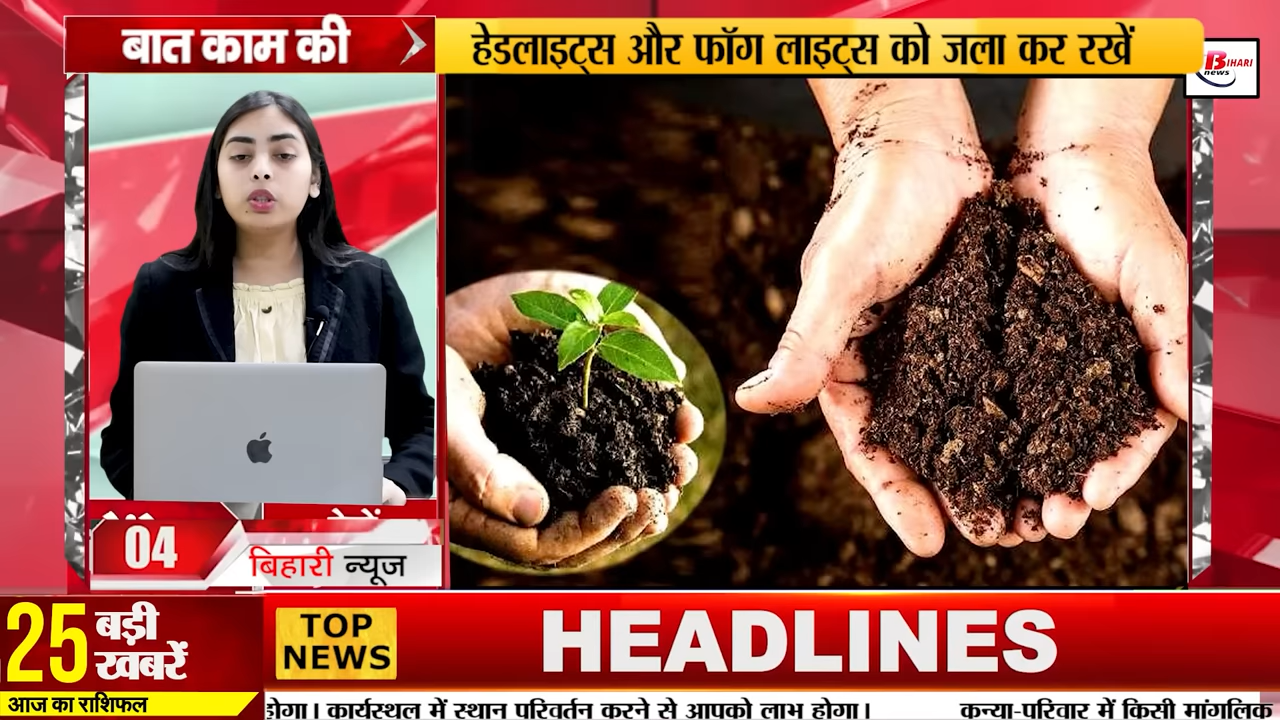 बात काम की
हेडलाइट्स और फॉग लाइट्स को जला कर रखें
BIHARI
news
04
बिहारी न्यूज
25 बड़ी
खबरें
TOP
NEWS
HEADLINES
आज का राशिफल
होगा। कार्यस्थल में स्थान परिवर्तन करने से आपको लाभ होगा।
कन्या-परिवार में किसी मांगलिक